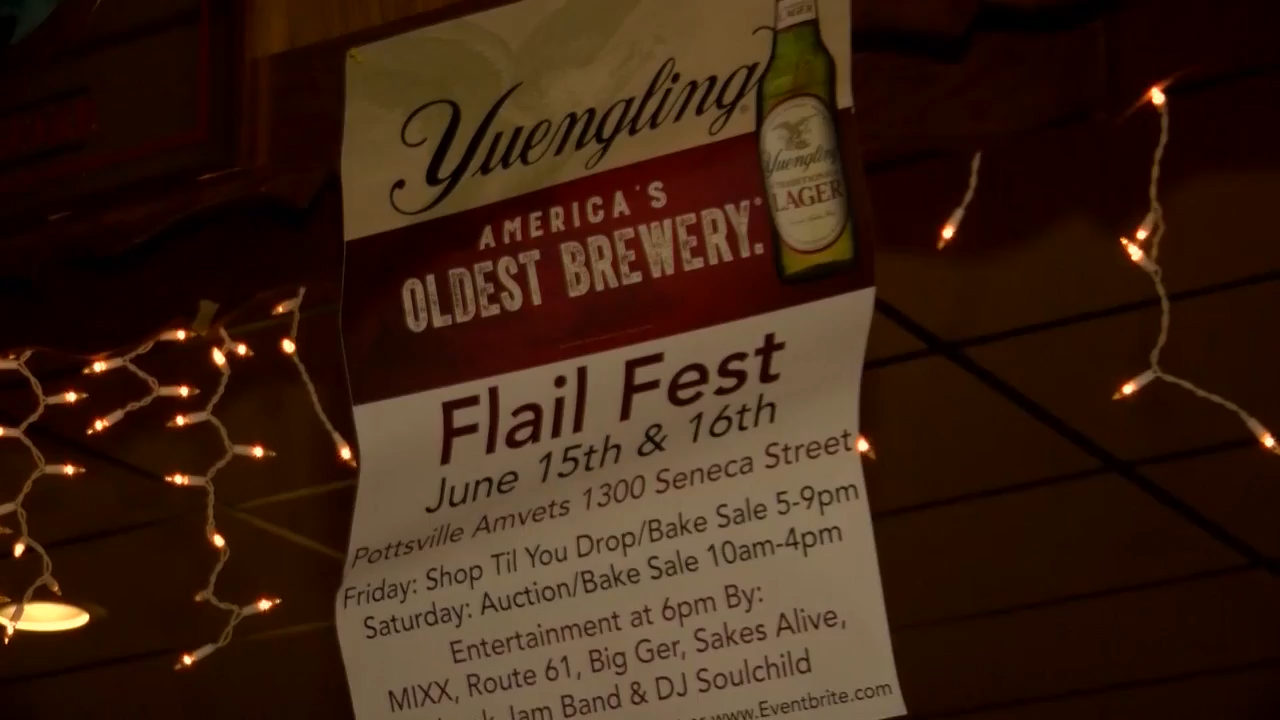 Yuengling
AMERICA'S
OLDEST BREWERY.
LAGER
Yuengling
TRADITIONAL
LAGER
Flail Fest
June 15th & 16th
Pottsville Amvets 1300 Seneca Street
Friday: Shop Til You Drop/Bake Sale 5-9pm
Saturday: Auction/Bake Sale 10am-4pm
Entertainment at 6pm By:
MIXX, Route 61, Big Ger, Sakes Alive,
Jam Band & DJ Soulchild
www.Eventbrite.com